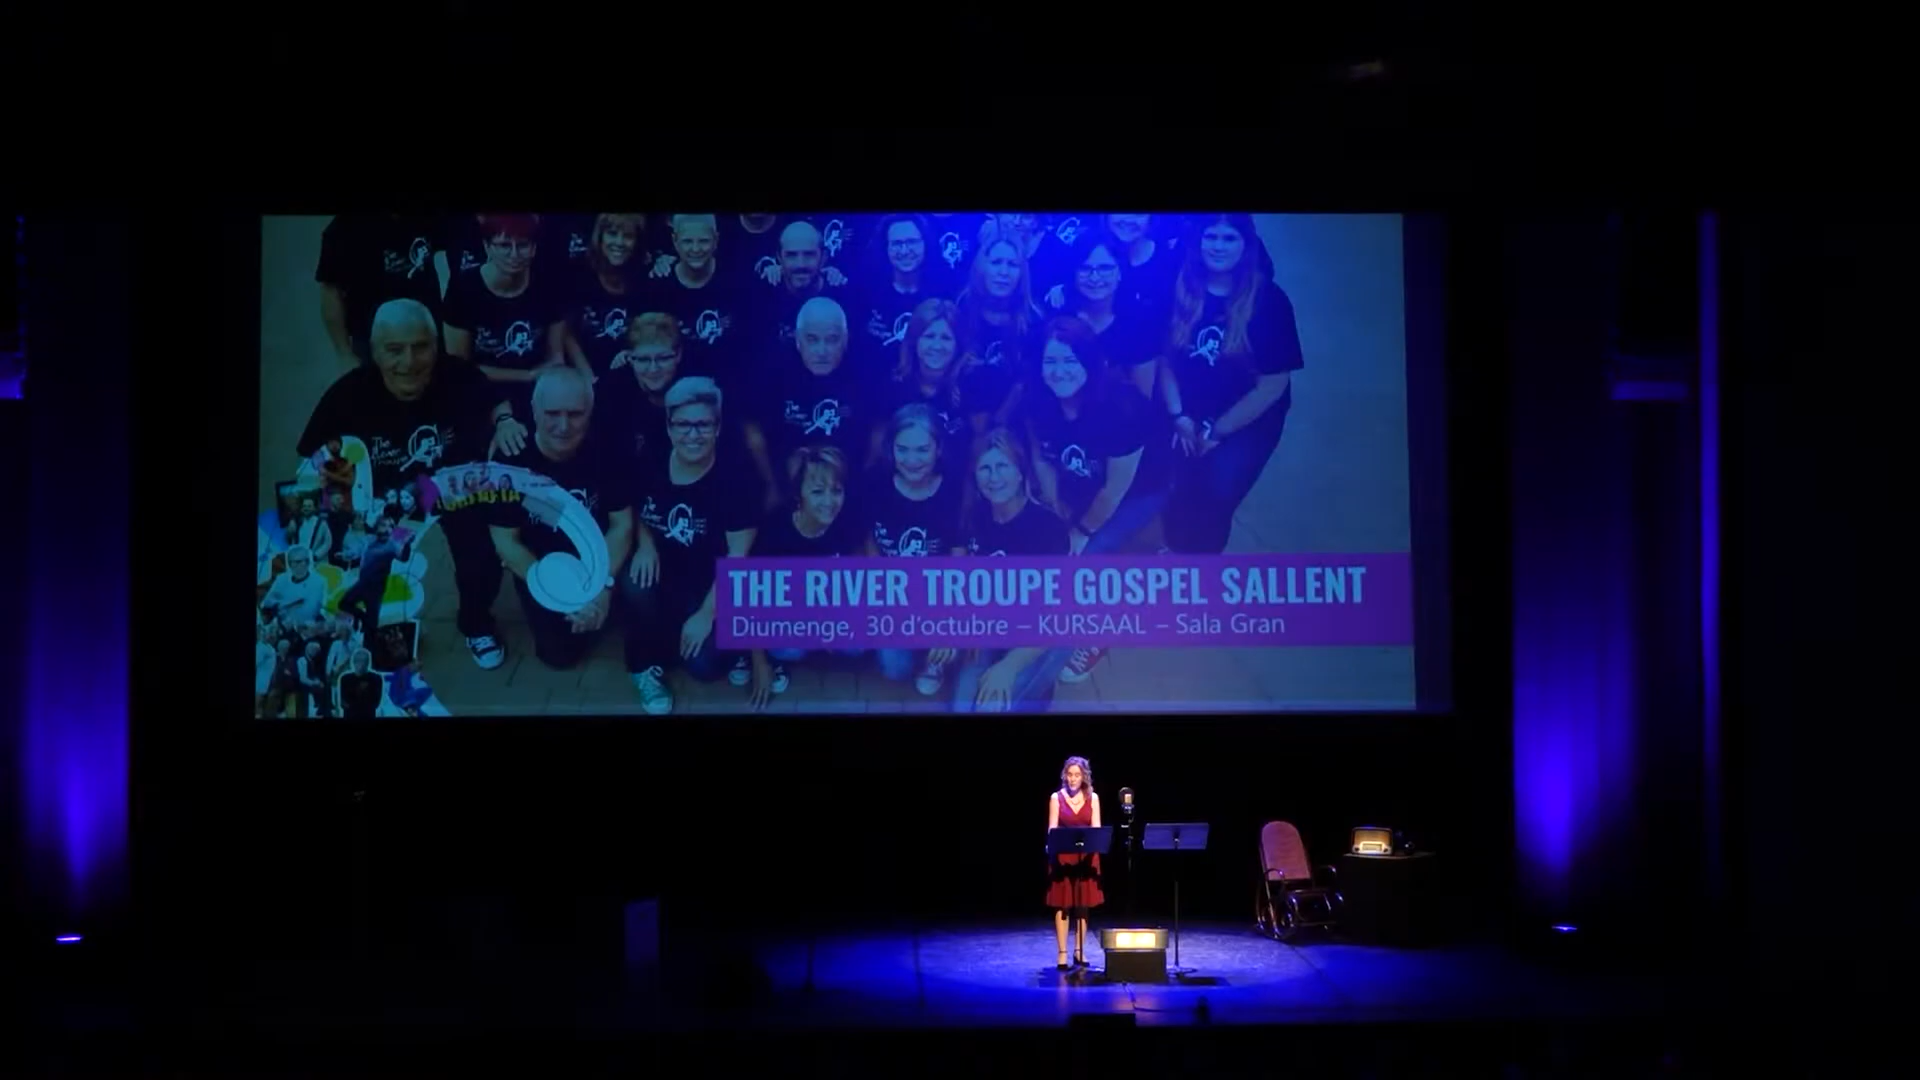 THE RIVER TROUPE GOSPEL SALLENT
Diumenge, 30 d'octubre – KURSAAL – Sala Gran